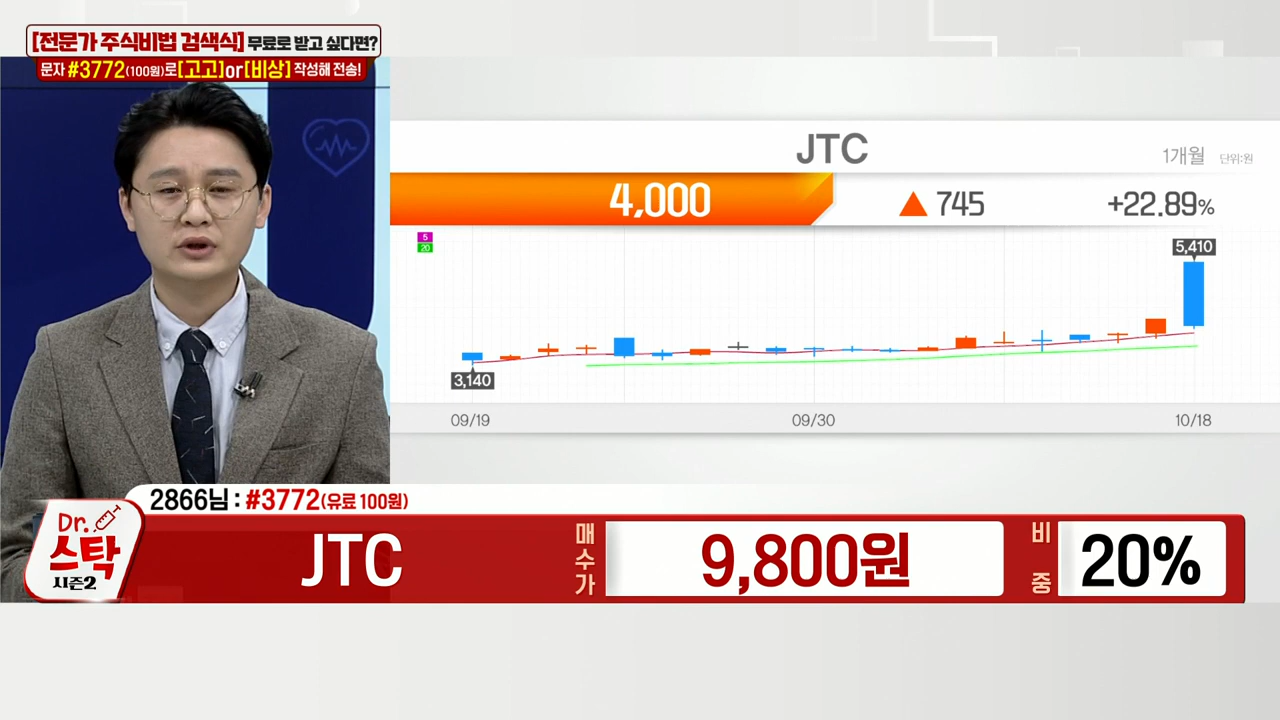 [전문가 주식비법 검색식] 무료로 받고 싶다면?
문자 #3772(100원)로 [고고]or[비상] 작성해 전송!
JTC
1개월 단위:원
4,000 ▲ 745 +22.89%
5
20
5,410
3,140
09/19 09/30 10/18
2866님 : #3772(유료 100원)
Dr.
스탁
시즌2
JTC 매수가 9,800원 비중 20%